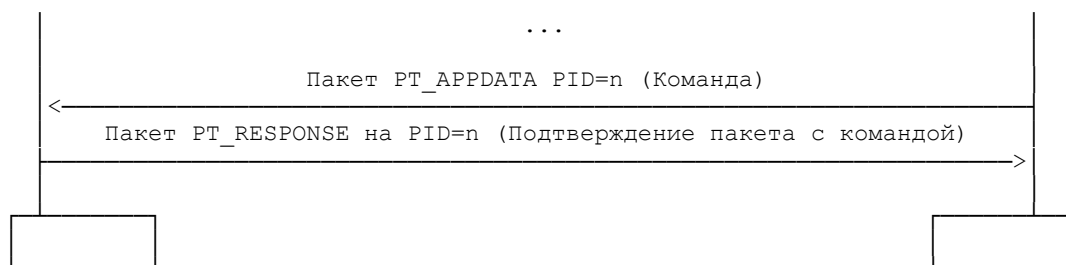 ...
Пакет PT_APPDATA PID=n (Команда)
Пакет PT_RESPONSE на PID=n (Подтверждение пакета с командой)